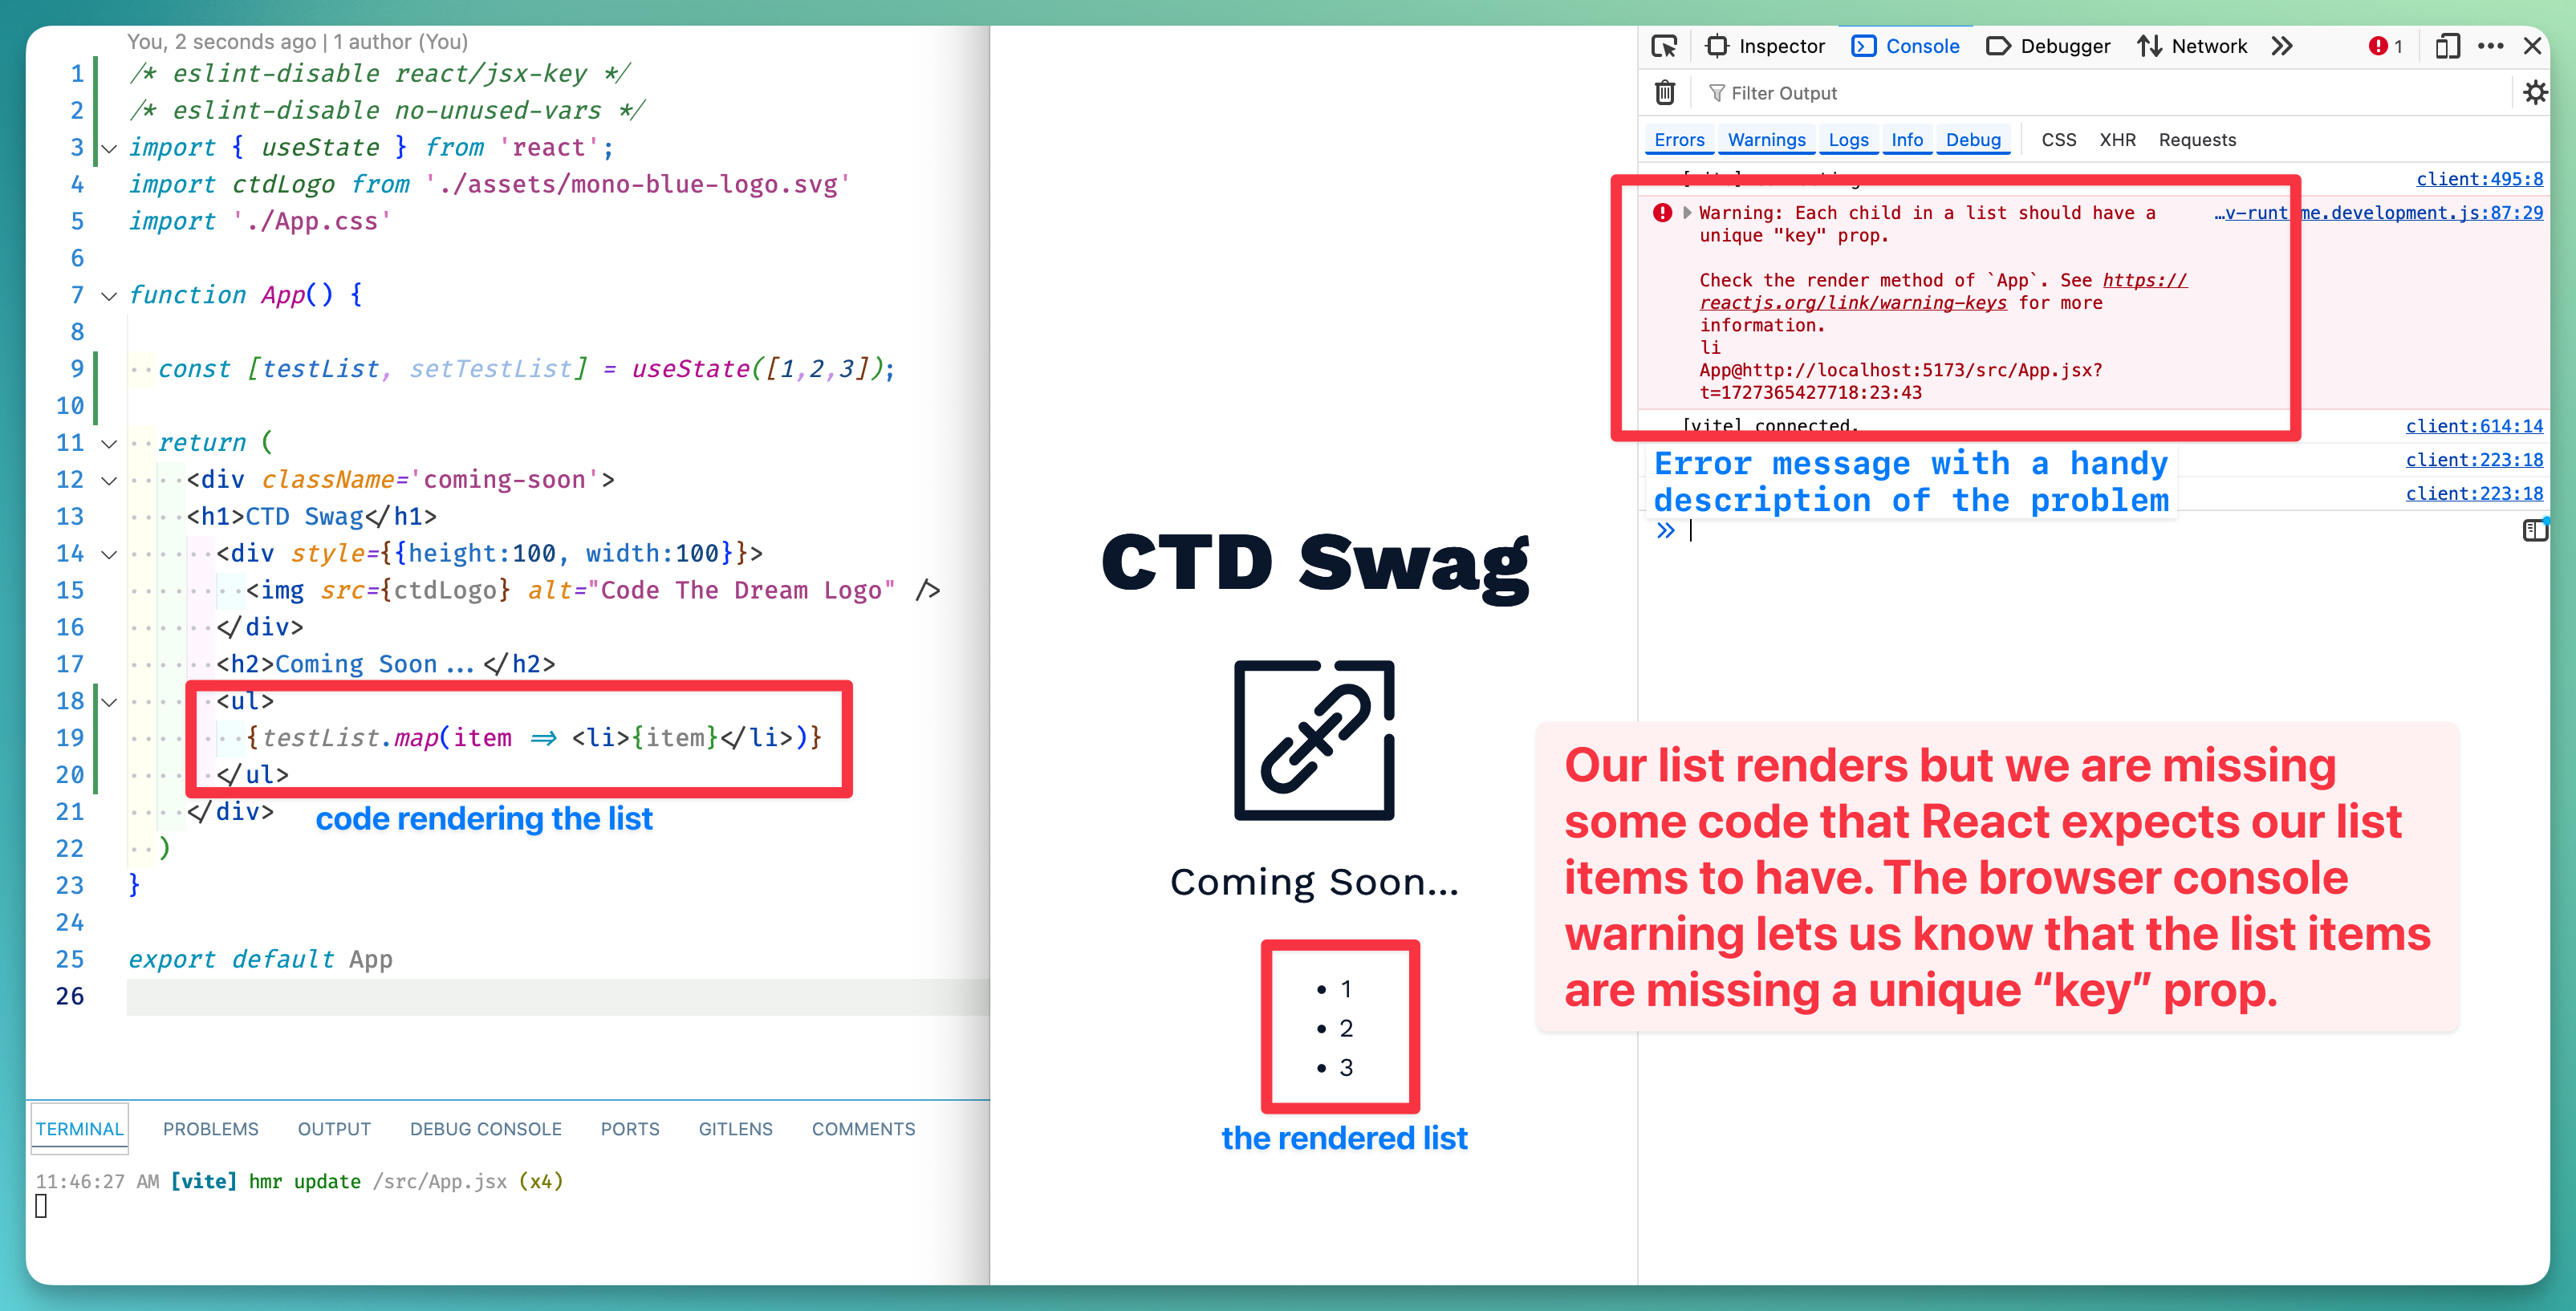 You, 2 seconds ago | 1 author (You)
1 /* eslint-disable react/jsx-key */
2 /* eslint-disable no-unused-vars */
3 import { useState } from 'react';
4 import ctdLogo from './assets/mono-blue-logo.svg'
5 import './App.css'
6
7 function App() {
8
9 const [testList, setTestList] = useState([1,2,3]);
10
11 return (
12 <div className='coming-soon'>
13 <h1>CTD Swag</h1>
14 <div style={{height:100, width:100}}>
15 <img src={ctdLogo} alt="Code The Dream Logo" />
16 </div>
17 <h2>Coming Soon...</h2>
18 <ul>
19 {testList.map(item => <li>{item}</li>)}
20 </ul>
21 </div>
code rendering the list
22 )
23 }
24
25 export default App
26
TERMINAL PROBLEMS OUTPUT DEBUG CONSOLE PORTS GITLENS COMMENTS
11:46:27 AM [vite] hmr update /src/App.jsx (x4)
CTD Swag
Coming Soon...
• 1
• 2
• 3
the rendered list
Inspector Console Debugger Network 1
Filter Output
Errors Warnings Logs Info Debug CSS XHR Requests
client:495:8
Warning: Each child in a list should have a …v-runtime.development.js:87:29
unique "key" prop.
Check the render method of `App`. See https://
reactjs.org/link/warning-keys for more
information.
li
App@http://localhost:5173/src/App.jsx?
t=1727365427718:23:43
[vite] connected. client:614:14
Error message with a handy client:223:18
description of the problem client:223:18
Our list renders but we are missing
some code that React expects our list
items to have. The browser console
warning lets us know that the list items
are missing a unique “key” prop.